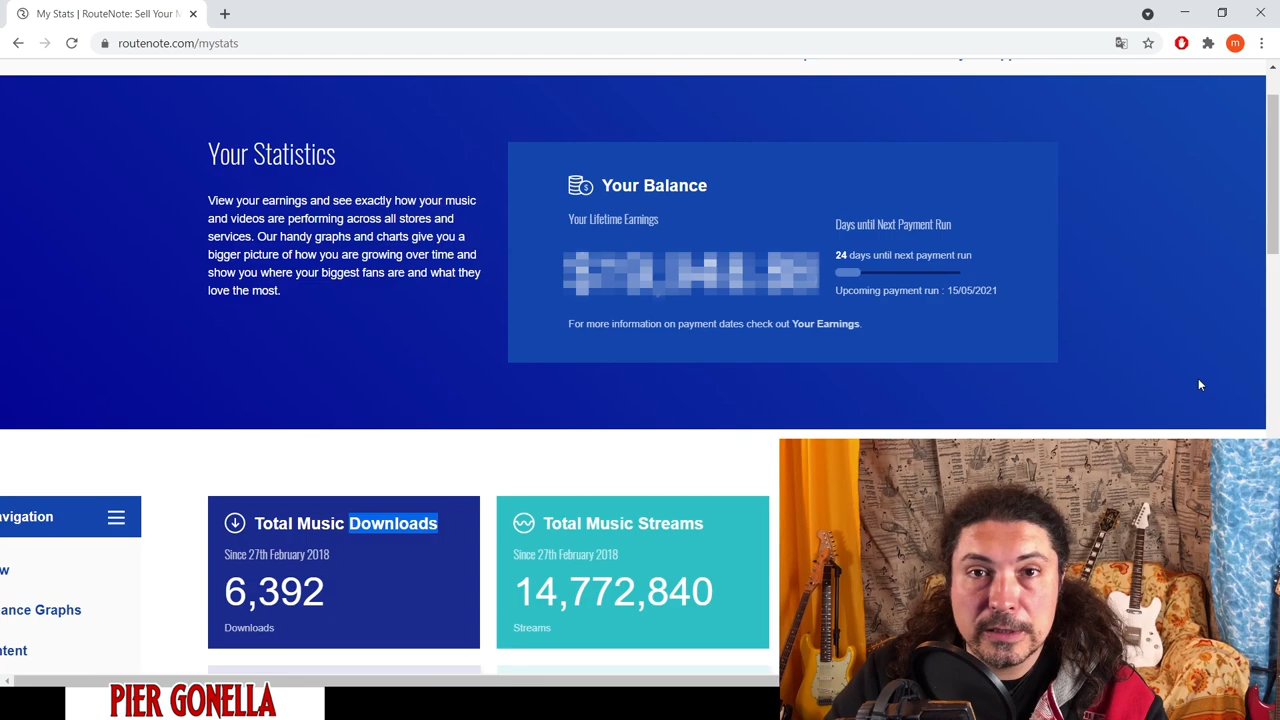 My Stats | RouteNote: Sell Your M
routenote.com/mystats
m
Your Statistics
View your earnings and see exactly how your music
and videos are performing across all stores and
services. Our handy graphs and charts give you a
bigger picture of how you are growing over time and
show you where your biggest fans are and what they
love the most.
Your Balance
Your Lifetime Earnings
Days until Next Payment Run
24 days until next payment run
Upcoming payment run : 15/05/2021
For more information on payment dates check out Your Earnings.
avigation
w
ance Graphs
ntent
Total Music Downloads
Since 27th February 2018
6,392
Downloads
Total Music Streams
Since 27th February 2018
14,772,840
Streams
PIER GONELLA